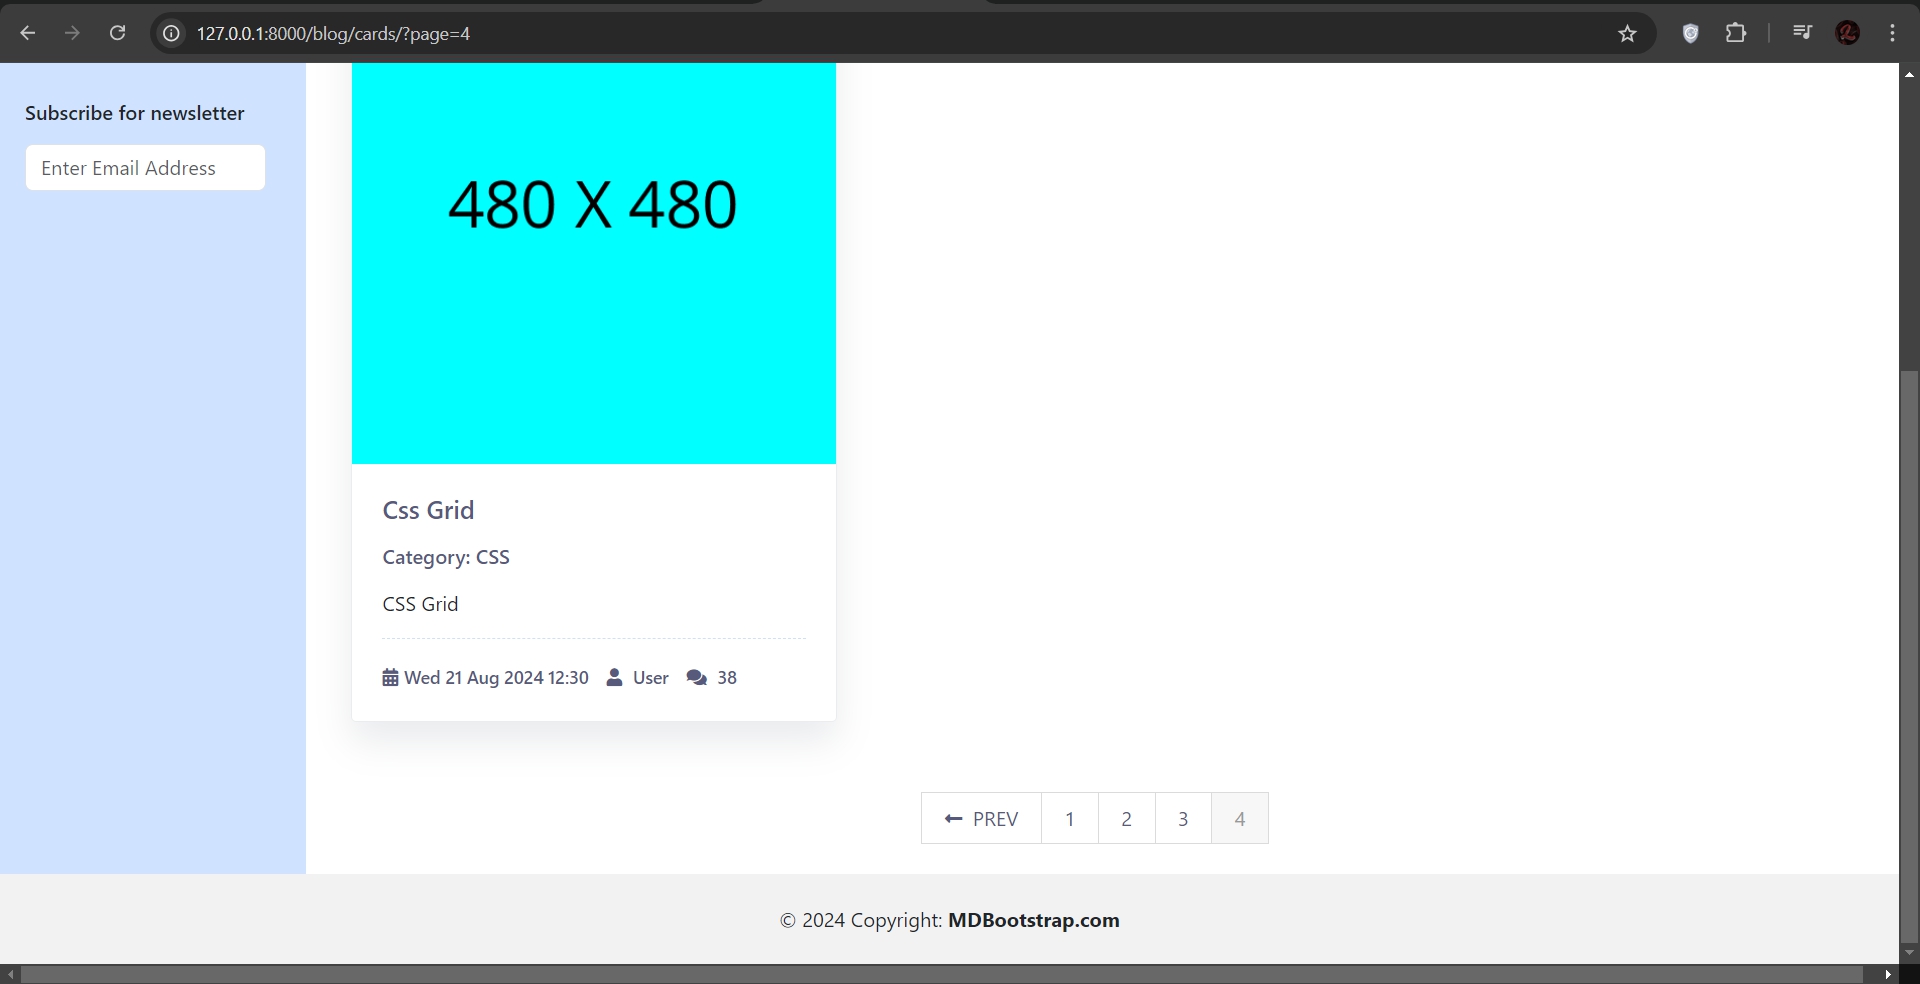 127.0.0.1:8000/blog/cards/?page=4
Subscribe for newsletter
Enter Email Address
480 X 480
Css Grid
Category: CSS
CSS Grid
Wed 21 Aug 2024 12:30 User 38
PREV 1 2 3 4
© 2024 Copyright: MDBootstrap.com